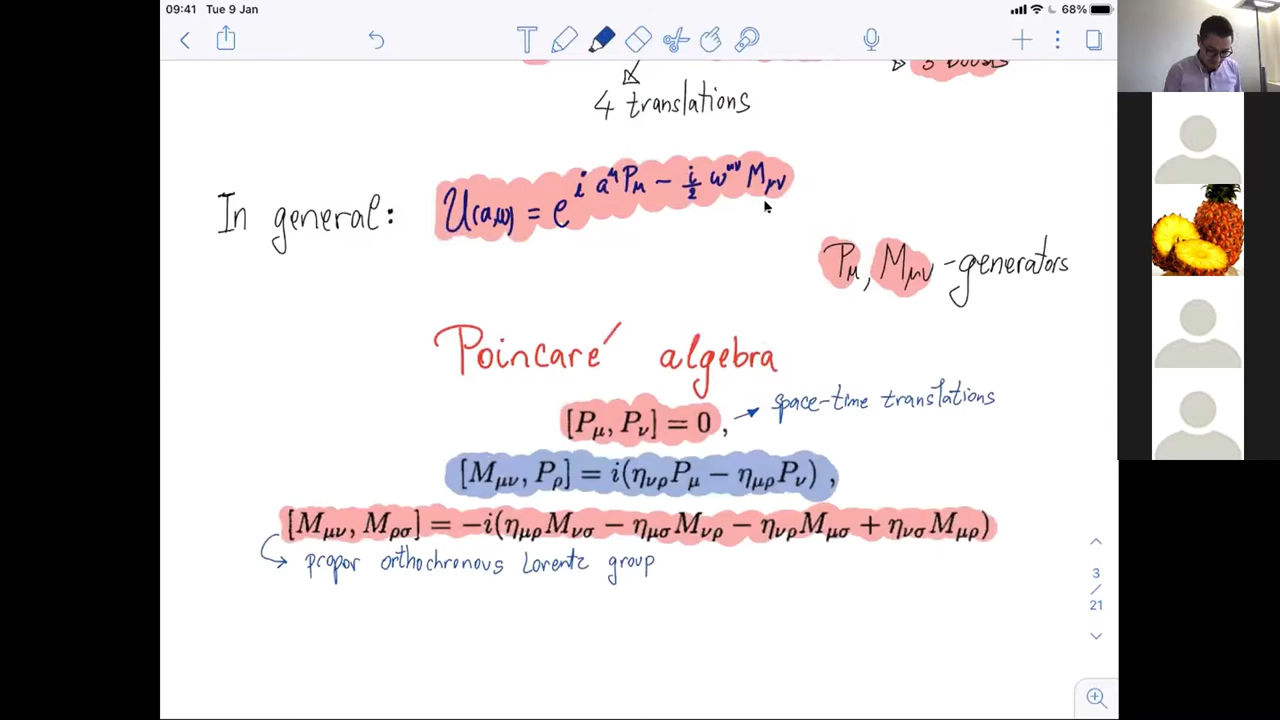 09:41 Tue 9 Jan 68%
4 translations
In general: U(a,ω) = e^{i a^μ P_μ − i/2 ω^{μν} M_{μν}}
P_μ, M_{μν} - generators
Poincaré algebra
[P_μ, P_ν] = 0 , → space-time translations
[M_{μν}, P_ρ] = i(η_{νρ}P_μ − η_{μρ}P_ν) ,
[M_{μν}, M_{ρσ}] = −i(η_{μρ}M_{νσ} − η_{μσ}M_{νρ} − η_{νρ}M_{μσ} + η_{νσ}M_{μρ})
↳ propor orthochronous Lorentz group
3
/
21